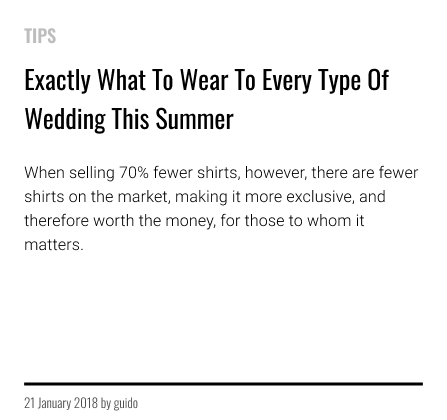 TIPS
Exactly What To Wear To Every Type Of
Wedding This Summer
When selling 70% fewer shirts, however, there are fewer
shirts on the market, making it more exclusive, and
therefore worth the money, for those to whom it
matters.
21 January 2018 by guido